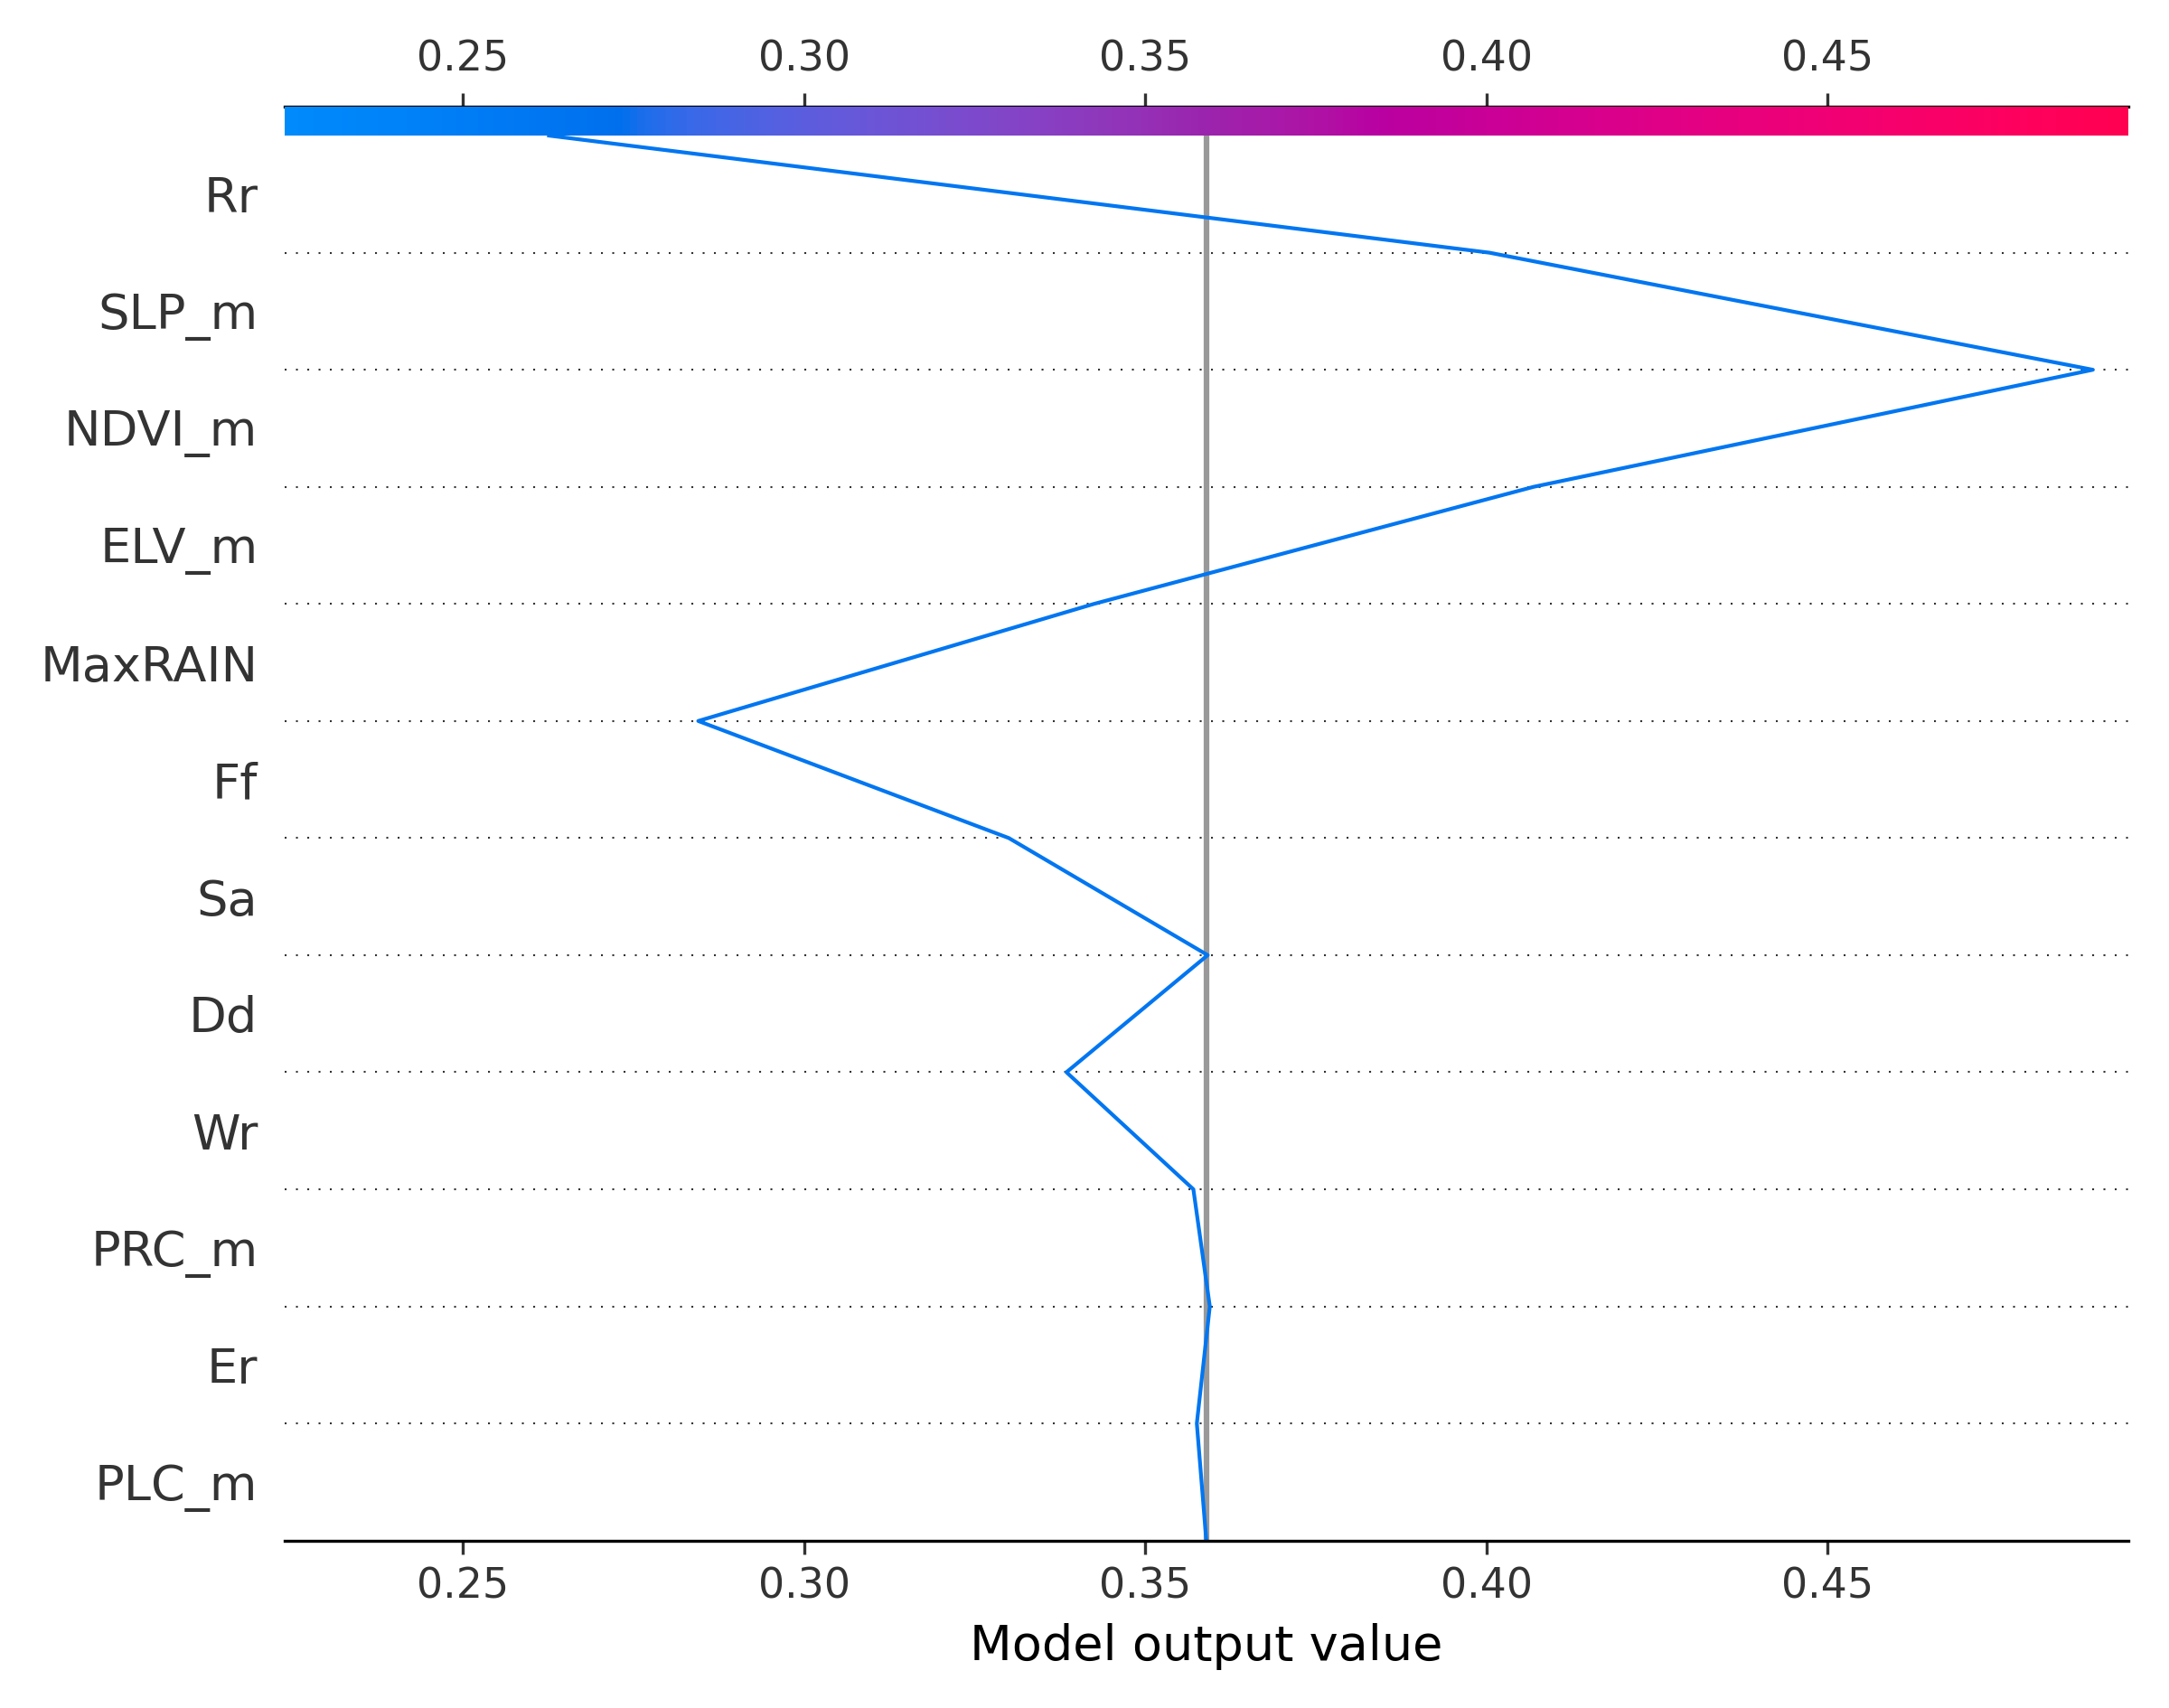 0.25 0.30 0.35 0.40 0.45
Rr
SLP_m
NDVI_m
ELV_m
MaxRAIN
Ff
Sa
Dd
Wr
PRC_m
Er
PLC_m
0.25 0.30 0.35 0.40 0.45
Model output value